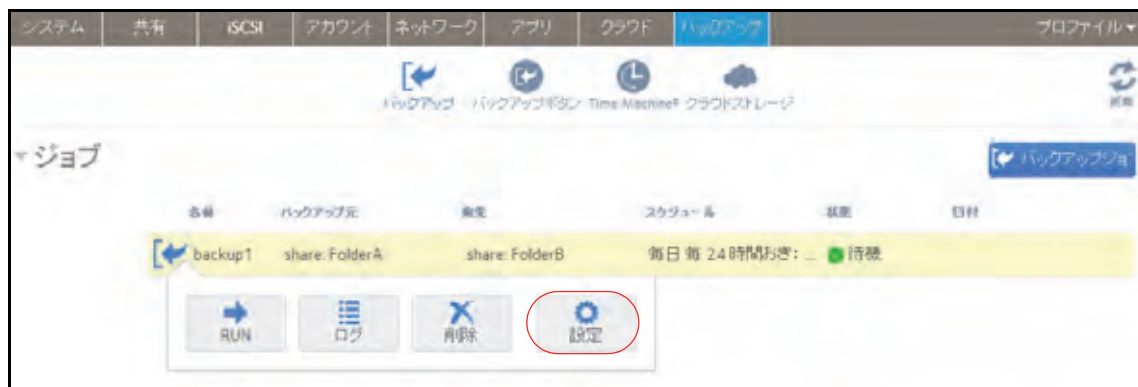 システム 共有 iSCSI アカウント ネットワーク アプリ クラウド バックアップ プロファイル
バックアップ バックアップボタン Time Machine® クラウドストレージ
ジョブ バックアップジョ
名前 バックアップ元 宛先 スケジュール 状態 日付
backup1 share: FolderA share: FolderB 毎日 毎 24時間おき: ... 待機
RUN ログ 削除 設定